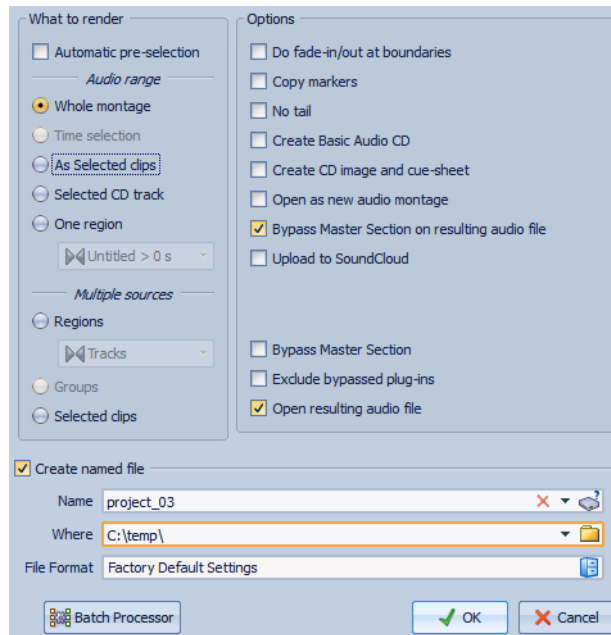 What to render
Automatic pre-selection
Audio range
Whole montage
Time selection
As Selected clips
Selected CD track
One region
Untitled > 0 s
Multiple sources
Regions
Tracks
Groups
Selected clips
Options
Do fade-in/out at boundaries
Copy markers
No tail
Create Basic Audio CD
Create CD image and cue-sheet
Open as new audio montage
Bypass Master Section on resulting audio file
Upload to SoundCloud
Bypass Master Section
Exclude bypassed plug-ins
Open resulting audio file
Create named file
Name project_03
Where C:\temp\
File Format Factory Default Settings
Batch Processor OK Cancel